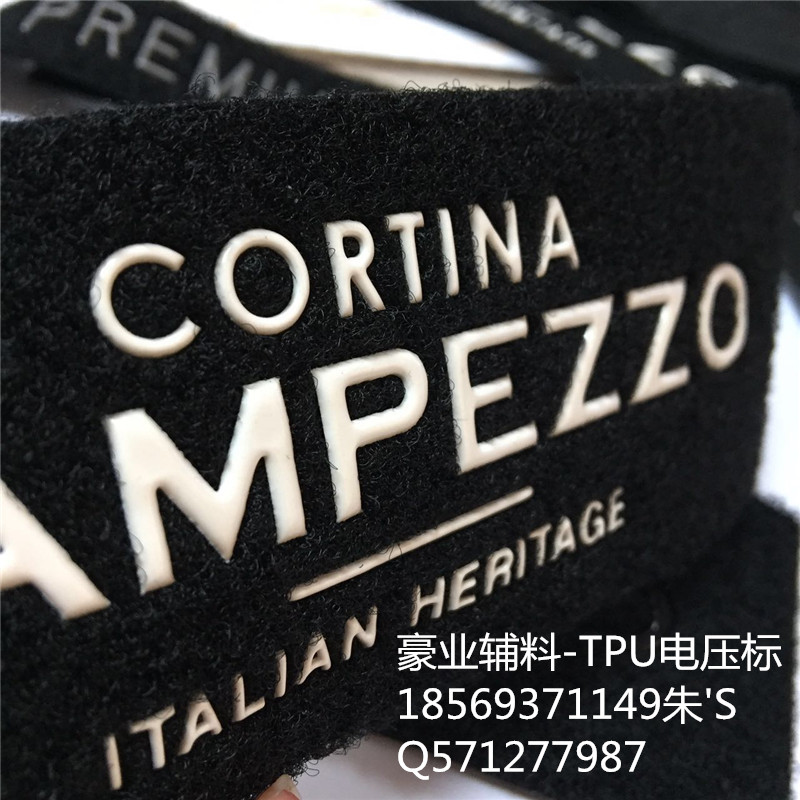 PREMIU
CORTINA
AMPEZZO
ITALIAN HERITAGE
豪业辅料-TPU电压标
18569371149朱'S
Q571277987